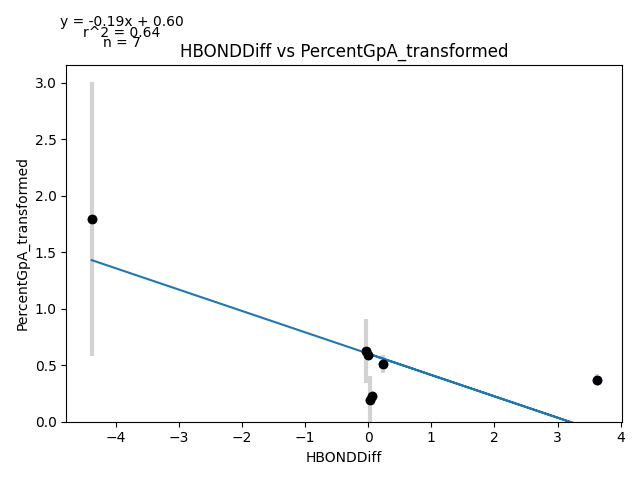 y = -0.19x + 0.60
r^2 = 0.64
n = 7
HBONDDiff vs PercentGpA_transformed
PercentGpA_transformed
3.0
2.5
2.0
1.5
1.0
0.5
0.0
−4
−3
−2
−1
0
1
2
3
4
HBONDDiff